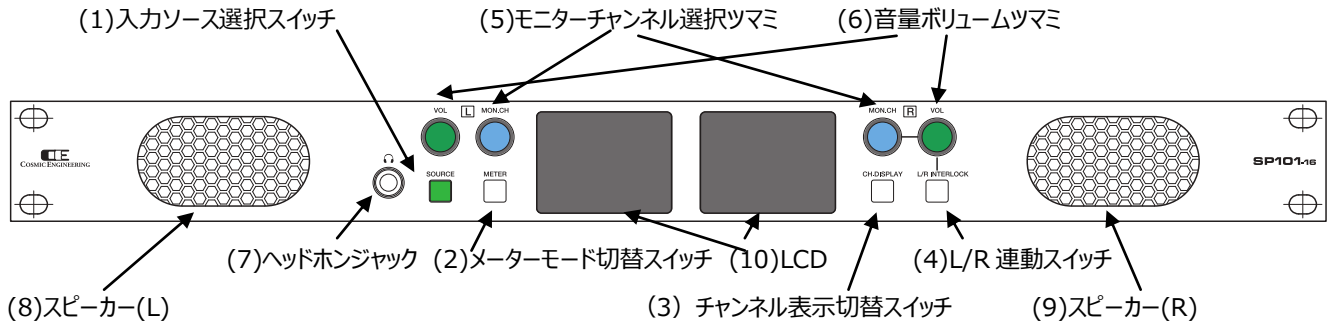 (1)入力ソース選択スイッチ
(5)モニターチャンネル選択ツマミ
(6)音量ボリュームツマミ
VOL
L
MON.CH
MON.CH
R
VOL
COSMIC ENGINEERING
SOURCE
METER
CH-DISPLAY
L/R INTERLOCK
SP101-16
(7)ヘッドホンジャック
(2)メーターモード切替スイッチ
(10)LCD
(4)L/R 連動スイッチ
(8)スピーカー(L)
(3) チャンネル表示切替スイッチ
(9)スピーカー(R)